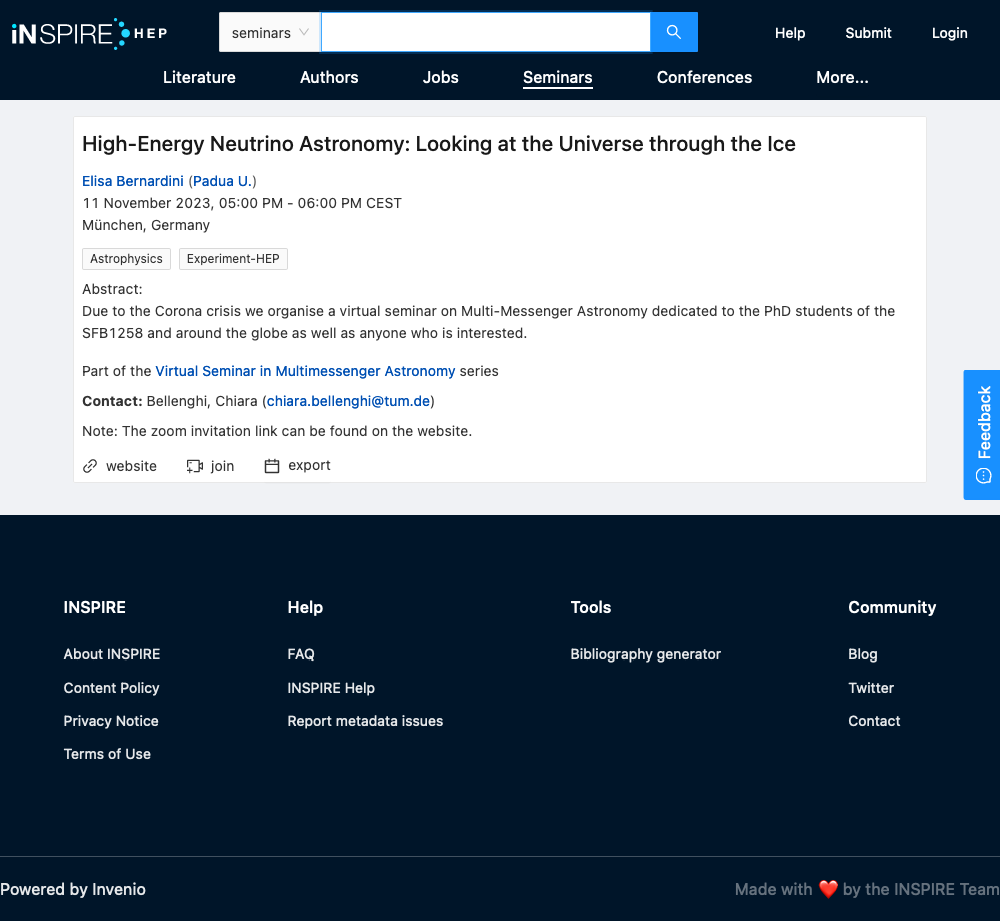 iNSPIRE HEP
seminars
Help Submit Login
Literature Authors Jobs Seminars Conferences More...
High-Energy Neutrino Astronomy: Looking at the Universe through the Ice
Elisa Bernardini (Padua U.)
11 November 2023, 05:00 PM - 06:00 PM CEST
München, Germany
Astrophysics Experiment-HEP
Abstract:
Due to the Corona crisis we organise a virtual seminar on Multi-Messenger Astronomy dedicated to the PhD students of the
SFB1258 and around the globe as well as anyone who is interested.
Part of the Virtual Seminar in Multimessenger Astronomy series
Contact: Bellenghi, Chiara (chiara.bellenghi@tum.de)
Note: The zoom invitation link can be found on the website.
website join export
Feedback
INSPIRE
About INSPIRE
Content Policy
Privacy Notice
Terms of Use
Help
FAQ
INSPIRE Help
Report metadata issues
Tools
Bibliography generator
Community
Blog
Twitter
Contact
Powered by Invenio
Made with ❤️ by the INSPIRE Team